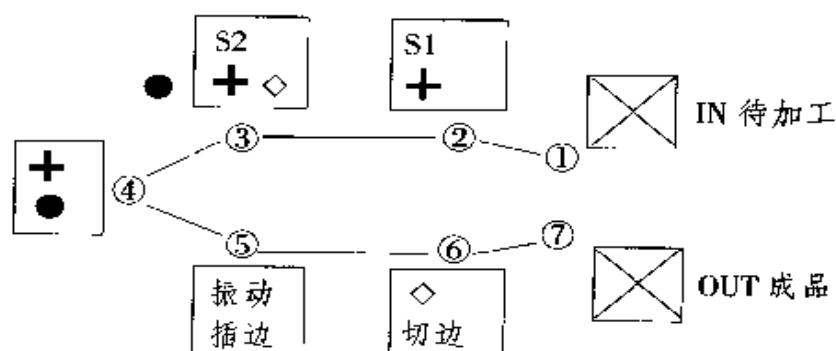 S2
S1
IN 待加工
③
②
①
④
⑤
⑥
⑦
振动
插边
切边
OUT 成品